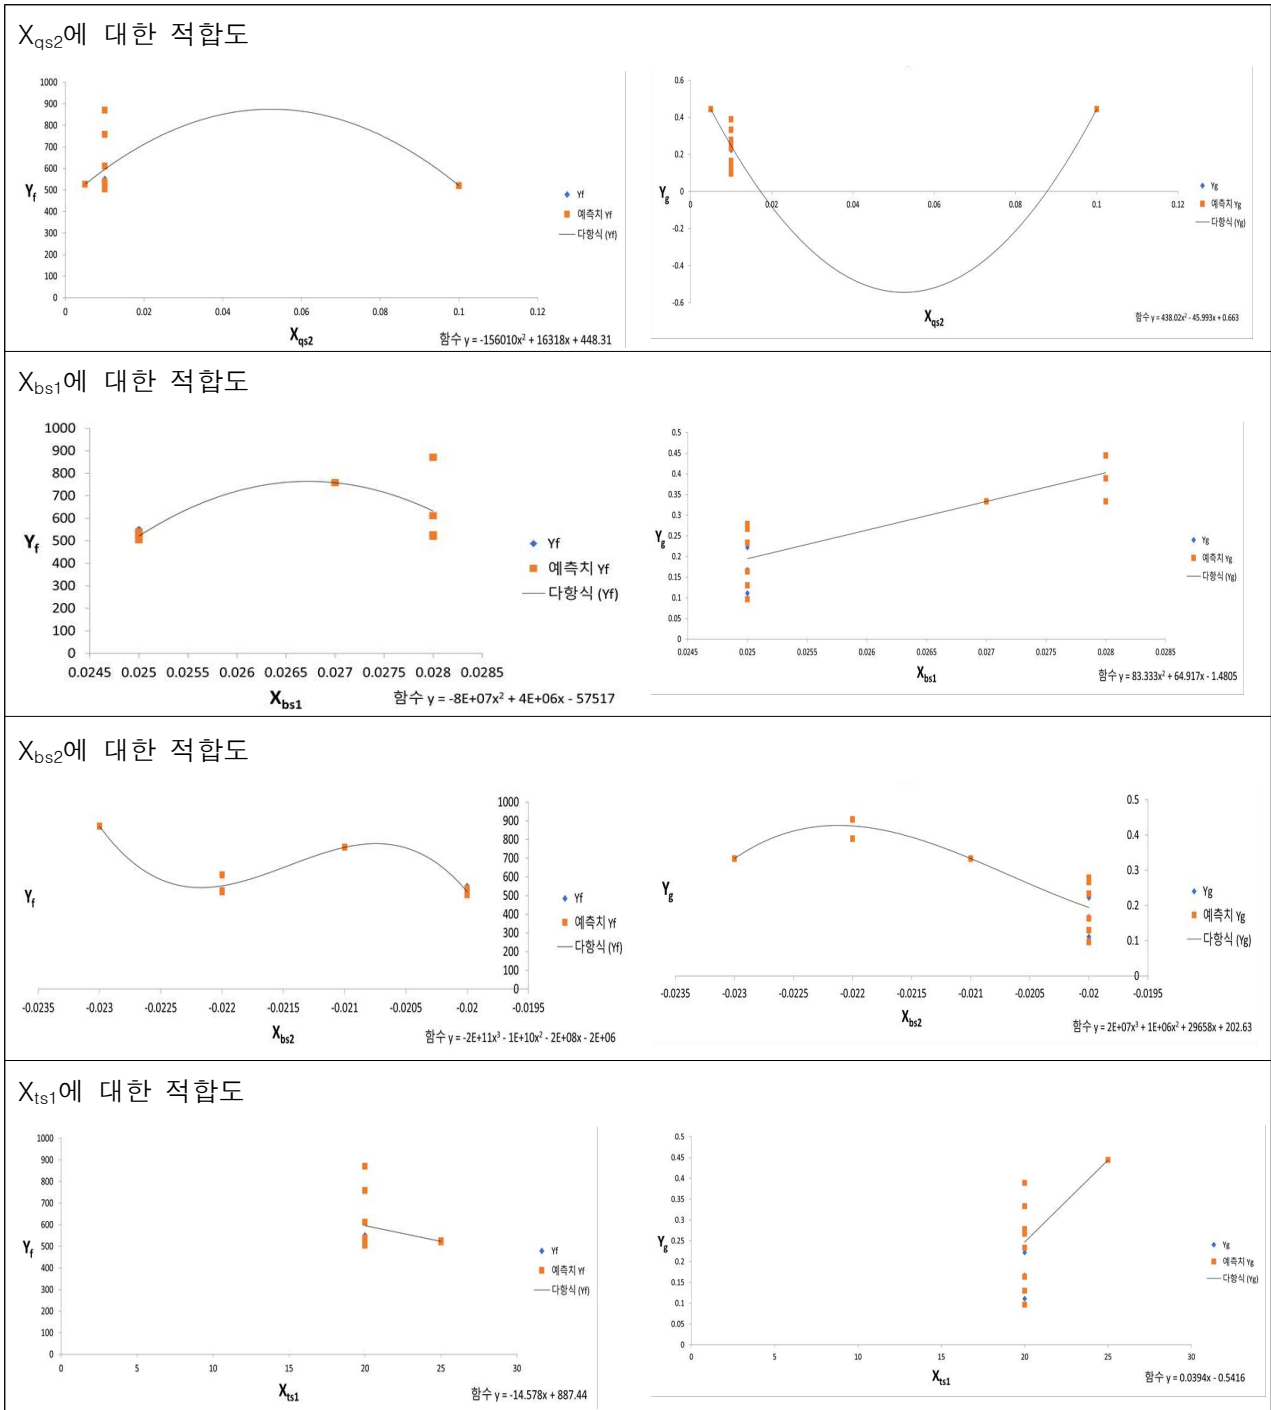 Xqs2에 대한 적합도
1000
900
800
700
600
500
400
300
200
100
0
Yf
0 0.02 0.04 0.06 0.08 0.1 0.12
Xqs2
Yf
예측치 Yf
다항식 (Yf)
함수 y = -156010x² + 16318x + 448.31
0.6
0.4
0.2
0
-0.2
-0.4
-0.6
Yg
0 0.02 0.04 0.06 0.08 0.1 0.12
Xqs2
Yg
예측치 Yg
다항식 (Yg)
함수 y = 438.02x² - 45.993x + 0.663
Xbs1에 대한 적합도
1000
900
800
700
600
500
400
300
200
100
0
Yf
0.0245 0.025 0.0255 0.026 0.0265 0.027 0.0275 0.028 0.0285
Xbs1
Yf
예측치 Yf
다항식 (Yf)
함수 y = -8E+07x² + 4E+06x - 57517
0.5
0.45
0.4
0.35
0.3
0.25
0.2
0.15
0.1
0.05
0
Yg
0.0245 0.025 0.0255 0.026 0.0265 0.027 0.0275 0.028 0.0285
Xbs1
Yg
예측치 Yg
다항식 (Yg)
함수 y = 83.333x² + 64.917x - 1.4805
Xbs2에 대한 적합도
1000
900
800
700
600
500
400
300
200
100
0
Yf
-0.0235 -0.023 -0.0225 -0.022 -0.0215 -0.021 -0.0205 -0.02 -0.0195
Xbs2
Yf
예측치 Yf
다항식 (Yf)
함수 y = -2E+11x³ - 1E+10x² - 2E+08x - 2E+06
0.5
0.4
0.3
0.2
0.1
0
Yg
-0.0235 -0.023 -0.0225 -0.022 -0.0215 -0.021 -0.0205 -0.02 -0.0195
Xbs2
Yg
예측치 Yg
다항식 (Yg)
함수 y = 2E+07x³ + 1E+06x² + 29658x + 202.63
Xts1에 대한 적합도
1000
900
800
700
600
500
400
300
200
100
0
Yf
0 5 10 15 20 25 30
Xts1
Yf
예측치 Yf
다항식 (Yf)
함수 y = -14.578x + 887.44
0.5
0.45
0.4
0.35
0.3
0.25
0.2
0.15
0.1
0.05
0
Yg
0 5 10 15 20 25 30
Xts1
Yg
예측치 Yg
다항식 (Yg)
함수 y = 0.0394x - 0.5416